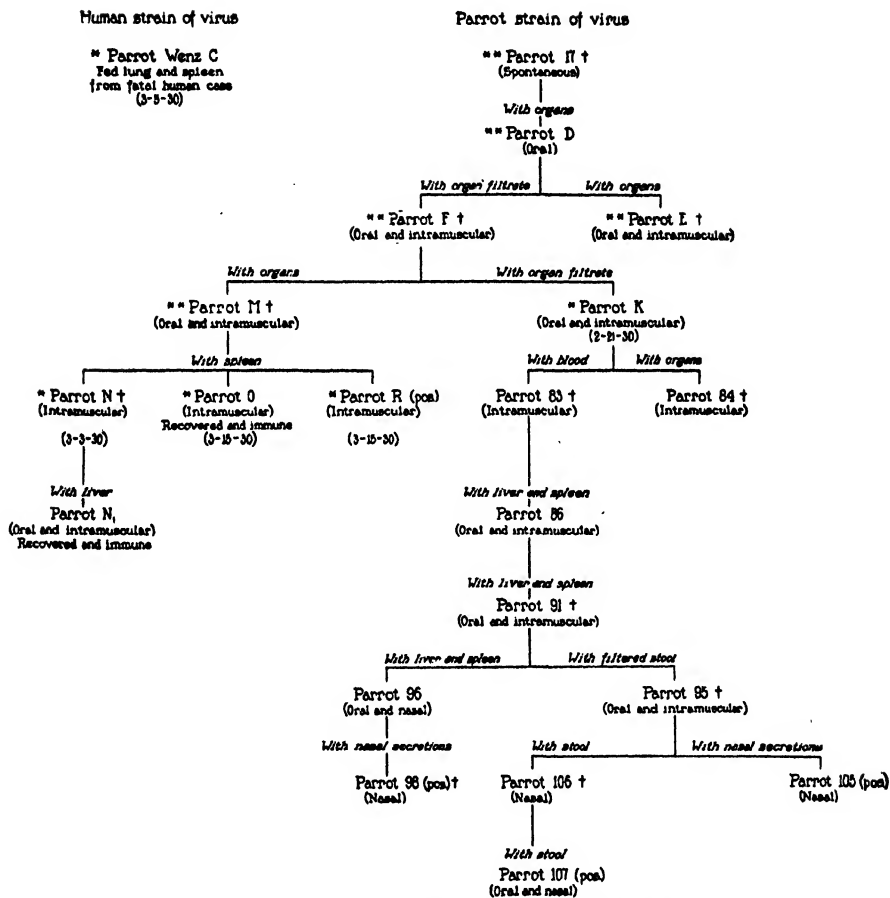 Human strain of virus
Parrot strain of virus
* Parrot Wenz C
Fed lung and spleen
from fatal human case
(3-5-30)
** Parrot 17 †
(Spontaneous)
With organs
** Parrot D
(Oral)
With organ filtrate
With organs
** Parrot F †
(Oral and intramuscular)
** Parrot E †
(Oral and intramuscular)
With organs
With organ filtrate
** Parrot M †
(Oral and intramuscular)
* Parrot K
(Oral and intramuscular)
(2-21-30)
With spleen
With blood
With organs
* Parrot N †
(Intramuscular)
(3-3-30)
* Parrot O
(Intramuscular)
Recovered and immune
(3-15-30)
* Parrot R (pos)
(Intramuscular)
(3-15-30)
Parrot 83 †
(Intramuscular)
Parrot 84 †
(Intramuscular)
With liver
Parrot N₁
(Oral and intramuscular)
Recovered and immune
With liver and spleen
Parrot 86
(Oral and intramuscular)
With liver and spleen
Parrot 91 †
(Oral and intramuscular)
With liver and spleen
With filtered stool
Parrot 96
(Oral and nasal)
Parrot 95 †
(Oral and intramuscular)
With nasal secretions
With stool
With nasal secretions
Parrot 98 (pos) †
(Nasal)
Parrot 106 †
(Nasal)
Parrot 105 (pos)
(Nasal)
With stool
Parrot 107 (pos)
(Oral and nasal)